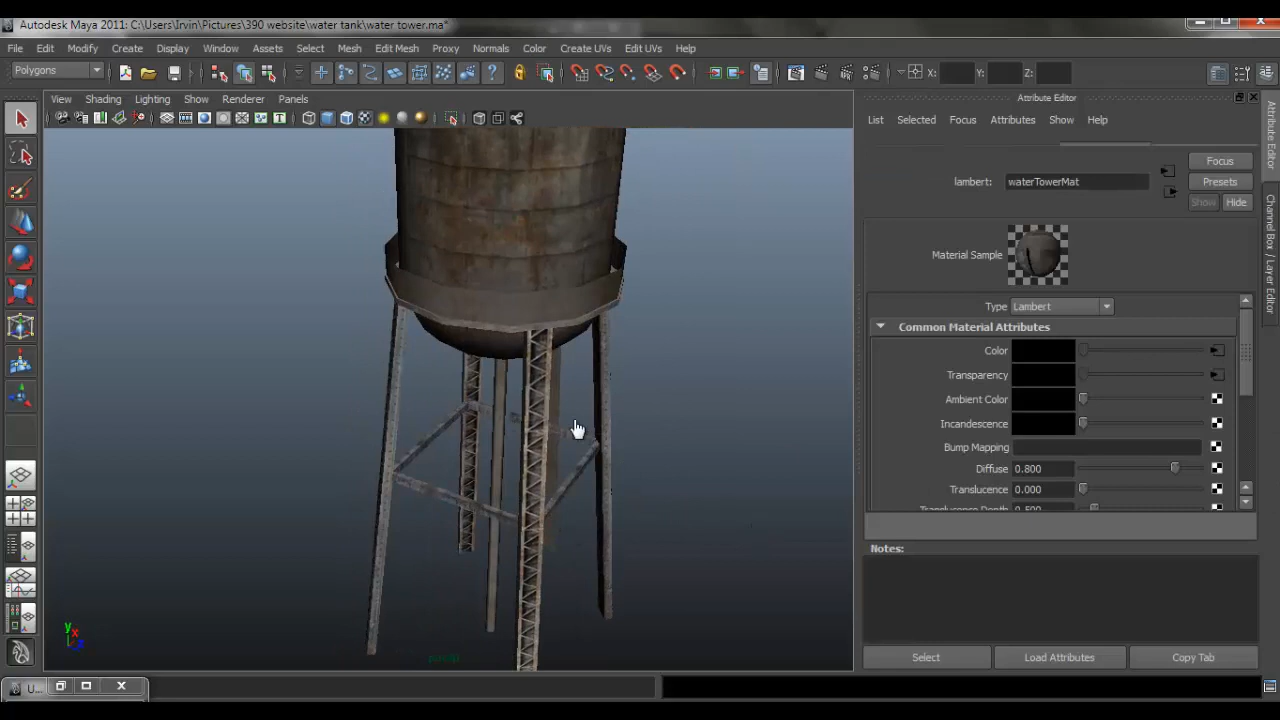 Autodesk Maya 2011: C:\Users\Irvin\Pictures\390 website\water tank\water tower.ma*
File Edit Modify Create Display Window Assets Select Mesh Edit Mesh Proxy Normals Color Create UVs Edit UVs Help
Polygons X: Y: Z:
View Shading Lighting Show Renderer Panels
Attribute Editor
List Selected Focus Attributes Show Help
Focus
lambert: waterTowerMat
Presets
Show Hide
Material Sample
Type Lambert
Common Material Attributes
Color
Transparency
Ambient Color
Incandescence
Bump Mapping
Diffuse 0.800
Translucence 0.000
Translucence Depth 0.500
Notes:
Select Load Attributes Copy Tab
Attribute Editor
Channel Box / Layer Editor
y
x
U...